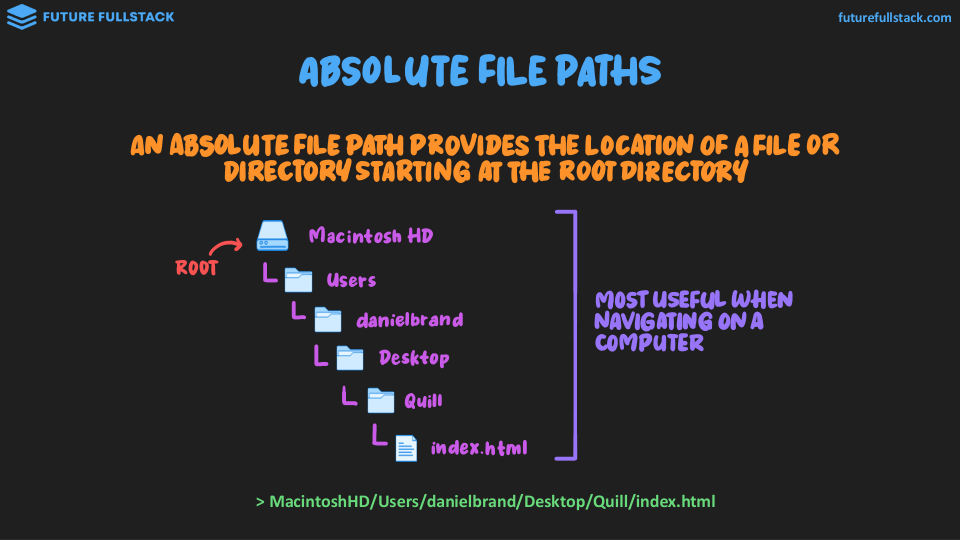 FUTURE FULLSTACK
futurefullstack.com
ABSOLUTE FILE PATHS
AN ABSOLUTE FILE PATH PROVIDES THE LOCATION OF A FILE OR
DIRECTORY STARTING AT THE ROOT DIRECTORY
Macintosh HD
ROOT
Users
danielbrand
Desktop
Quill
index.html
MOST USEFUL WHEN
NAVIGATING ON A
COMPUTER
> MacintoshHD/Users/danielbrand/Desktop/Quill/index.html